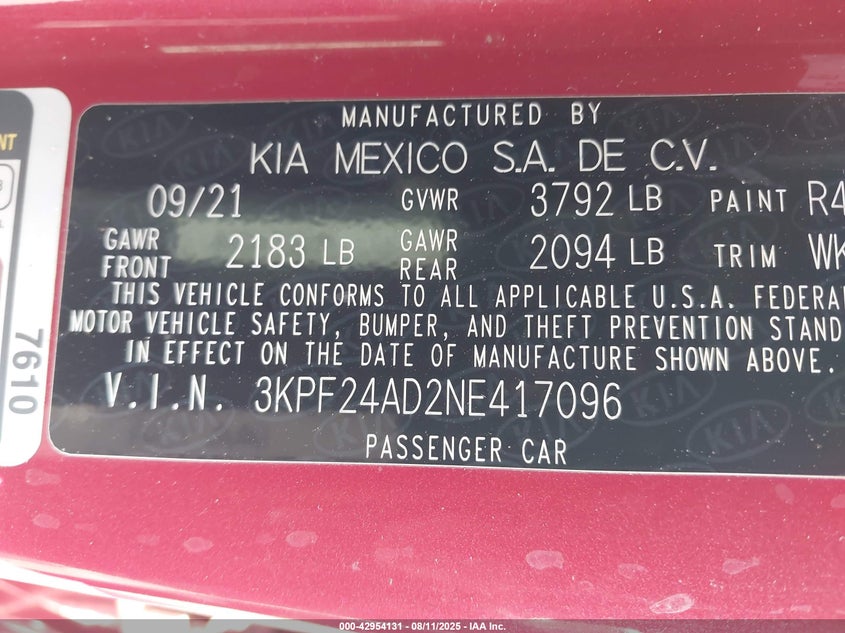 MANUFACTURED BY
KIA MEXICO S.A. DE C.V.
09/21 GVWR 3792 LB PAINT R4
GAWR FRONT 2183 LB GAWR REAR 2094 LB TRIM WK
THIS VEHICLE CONFORMS TO ALL APPLICABLE U.S.A. FEDERA
MOTOR VEHICLE SAFETY, BUMPER, AND THEFT PREVENTION STAND
IN EFFECT ON THE DATE OF MANUFACTURE SHOWN ABOVE.
V.I.N. 3KPF24AD2NE417096
PASSENGER CAR
7610
000-42954131 - 08/11/2025 - IAA Inc.